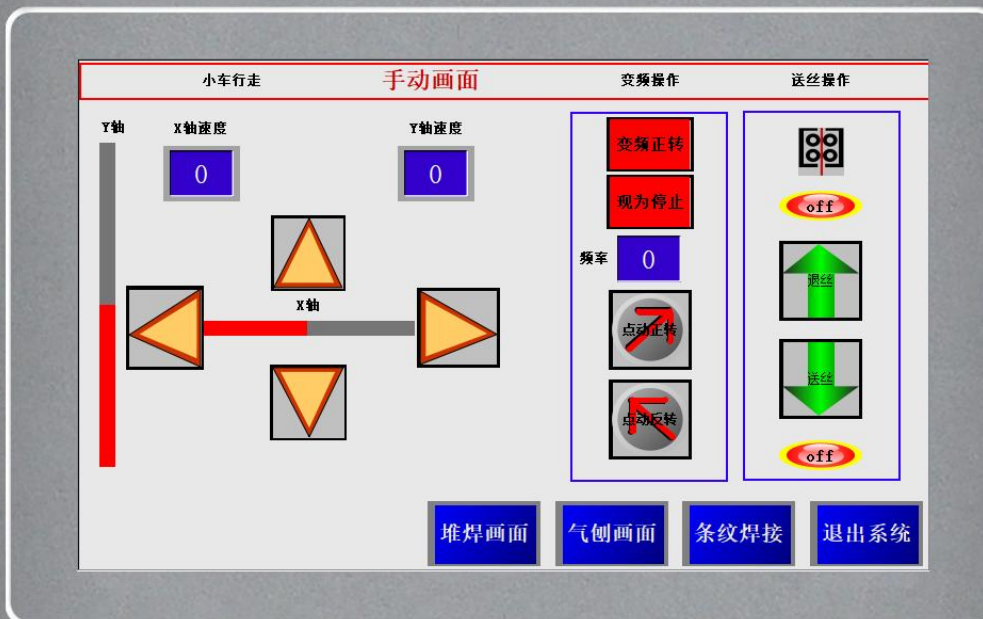 小车行走 手动画面 变频操作 送丝操作
Y轴 X轴速度 Y轴速度
0 0
变频正转
现为停止
频率 0
点动正转
点动反转
X轴
off
退丝
送丝
off
堆焊画面 气刨画面 条纹焊接 退出系统